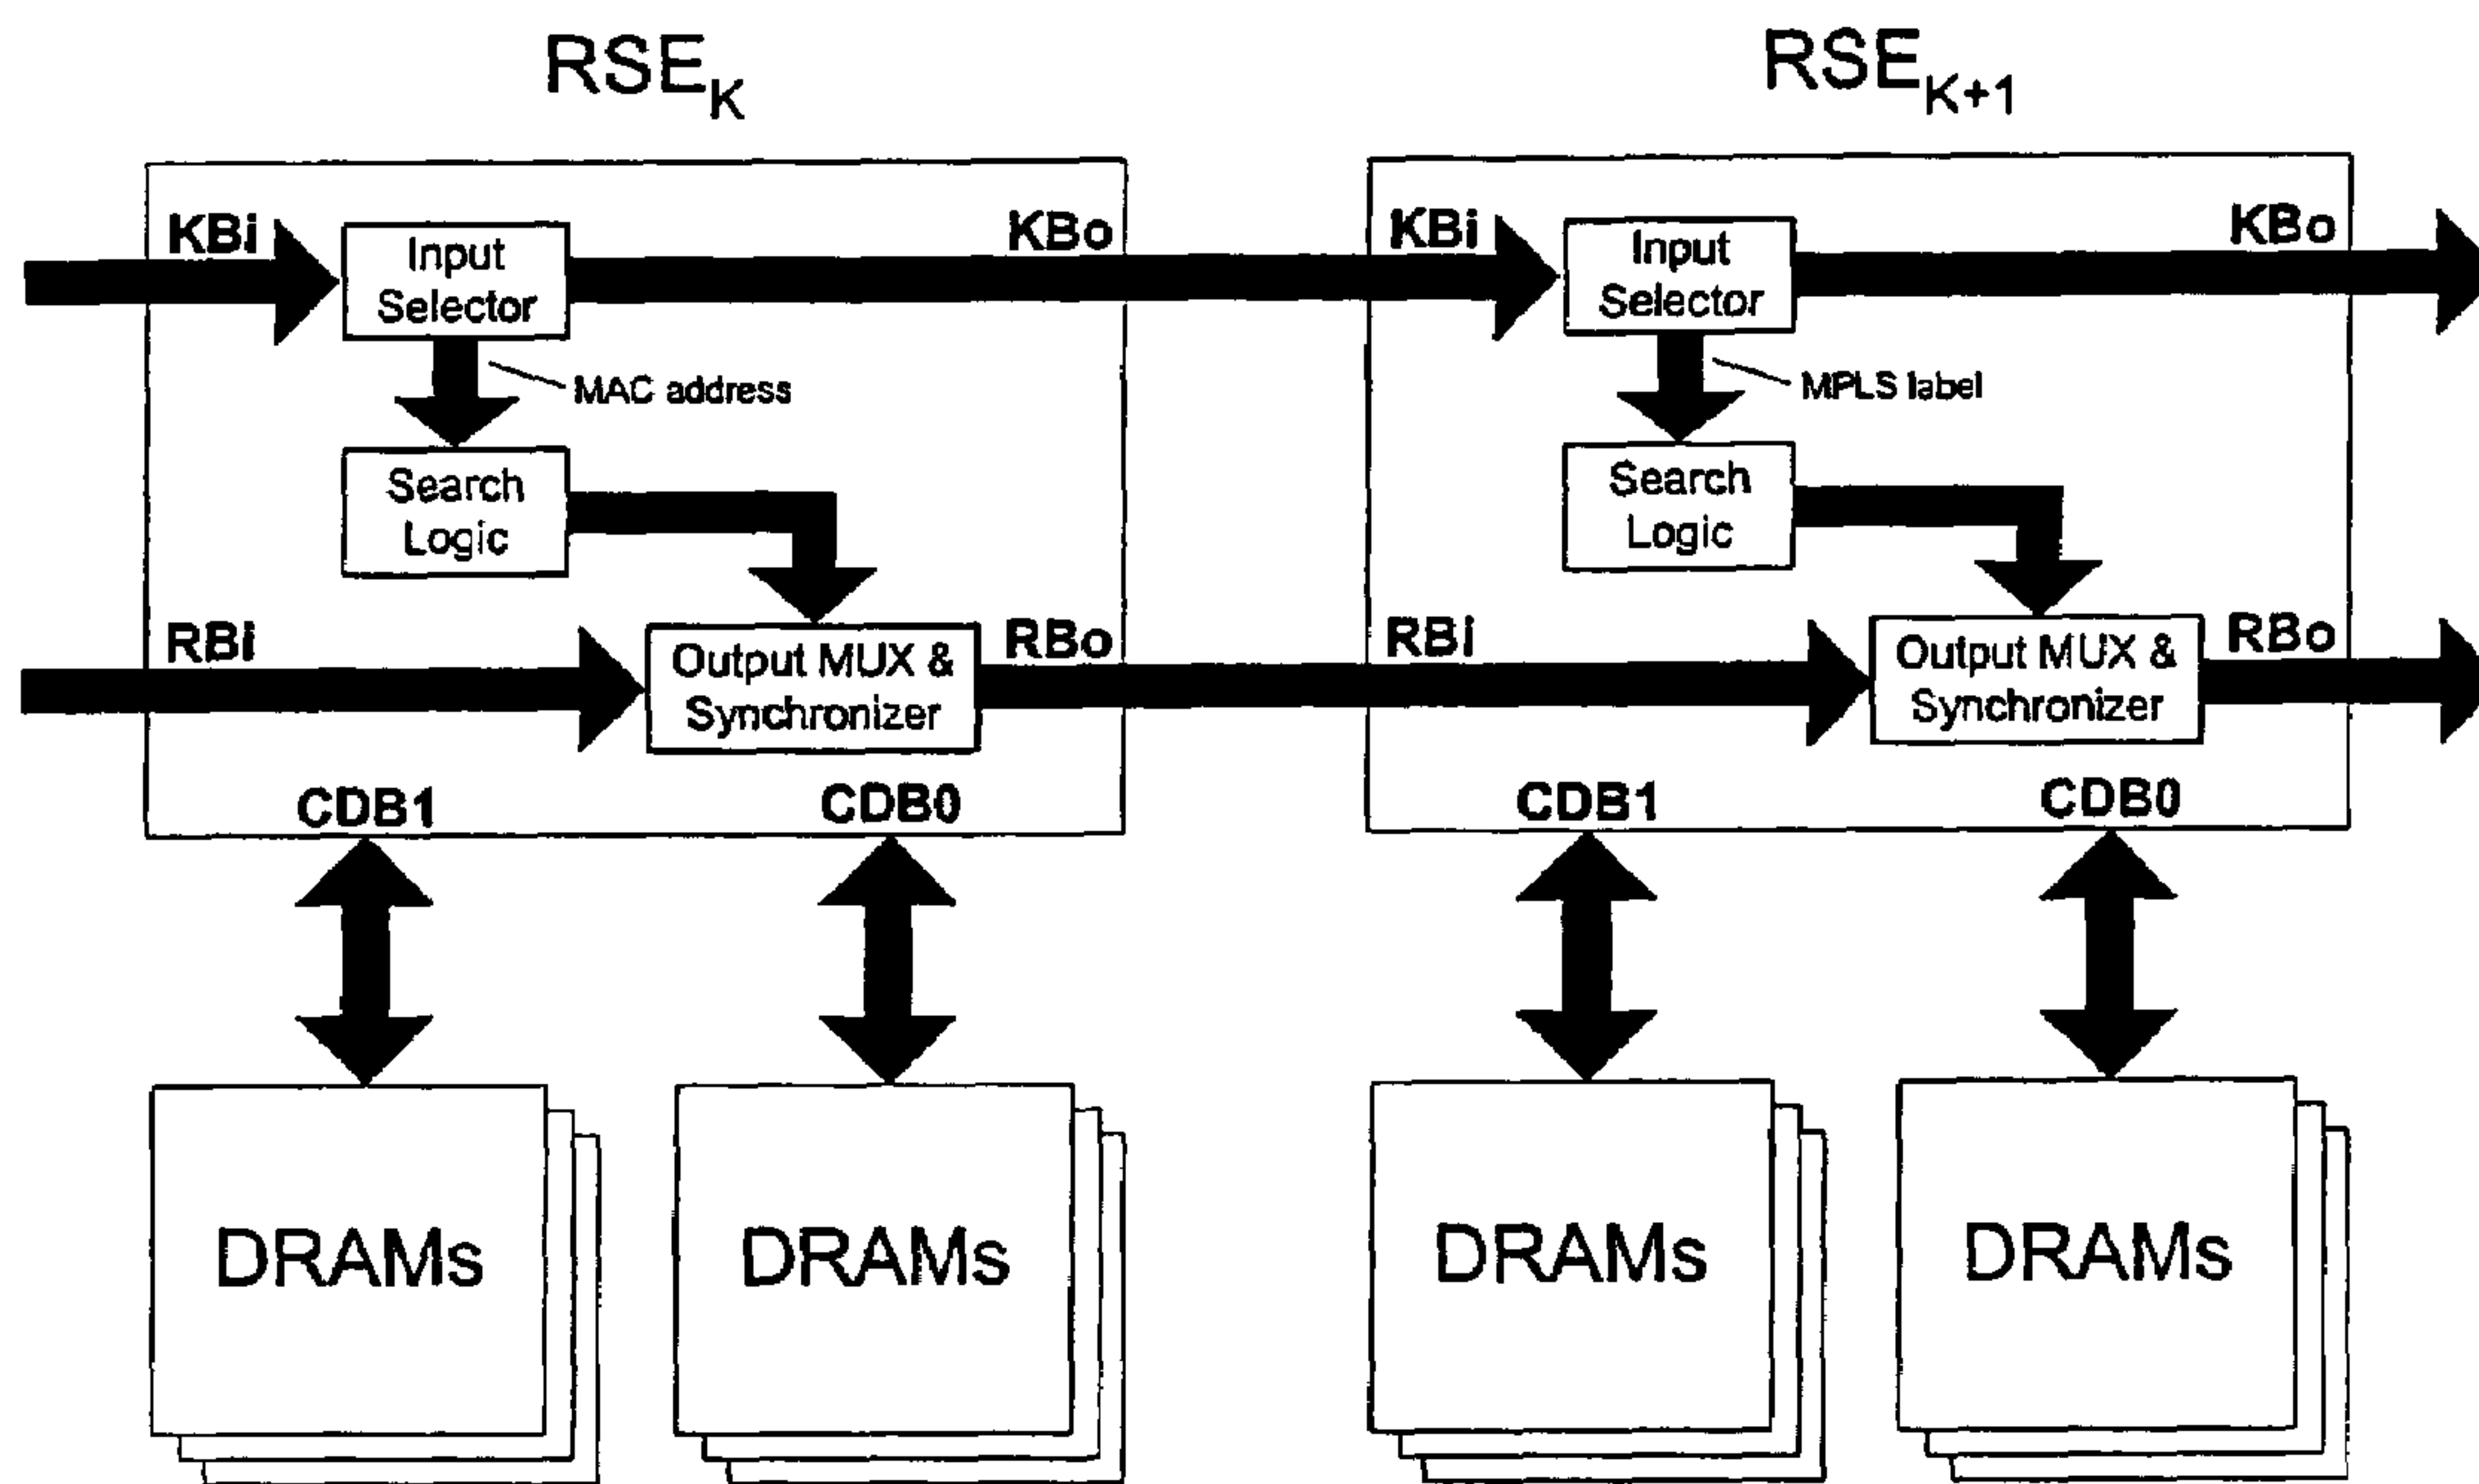 RSEK
RSEK+1
KBi
Input
Selector
KBo
KBi
Input
Selector
KBo
MAC address
MPLS label
Search
Logic
Search
Logic
RBi
Output MUX &
Synchronizer
RBo
RBi
Output MUX &
Synchronizer
RBo
CDB1
CDB0
CDB1
CDB0
DRAMs
DRAMs
DRAMs
DRAMs